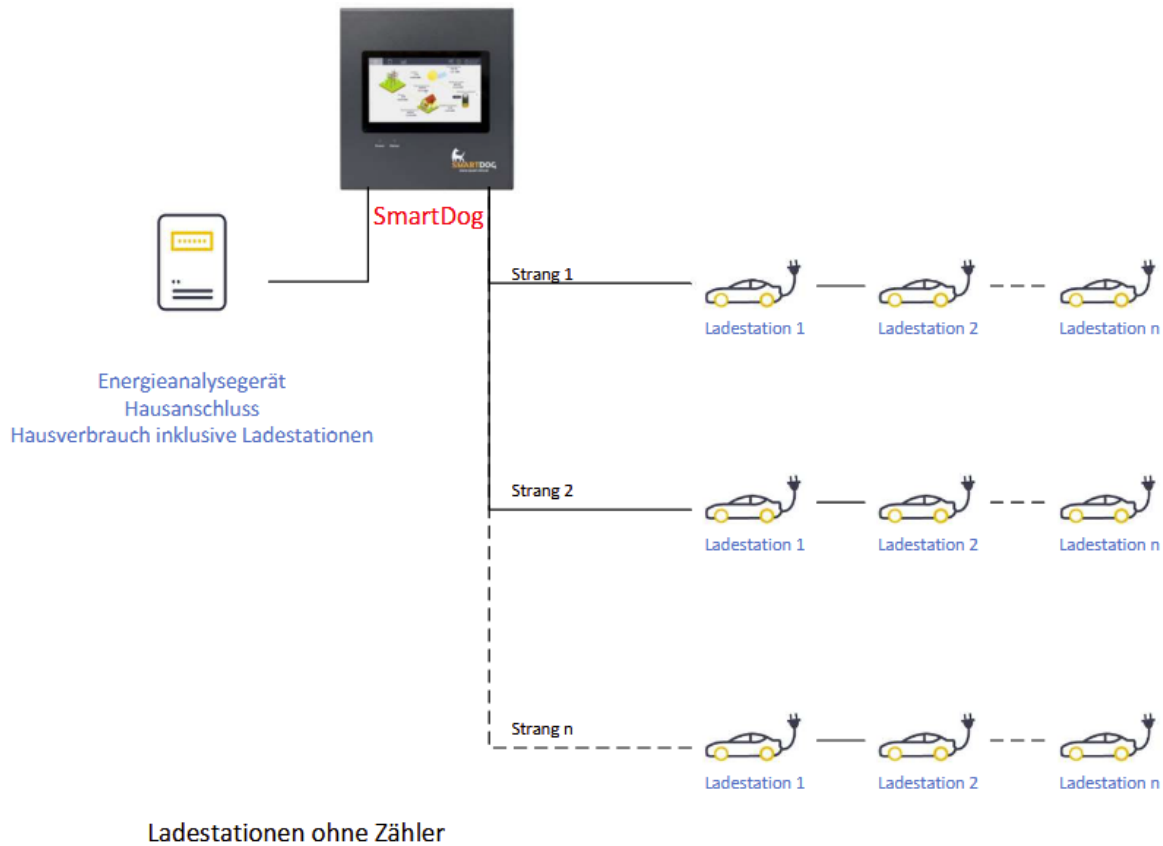 SMARTDOG
SmartDog
Strang 1
Ladestation 1
Ladestation 2
Ladestation n
Energieanalysegerät
Hausanschluss
Hausverbrauch inklusive Ladestationen
Strang 2
Ladestation 1
Ladestation 2
Ladestation n
Strang n
Ladestation 1
Ladestation 2
Ladestation n
Ladestationen ohne Zähler